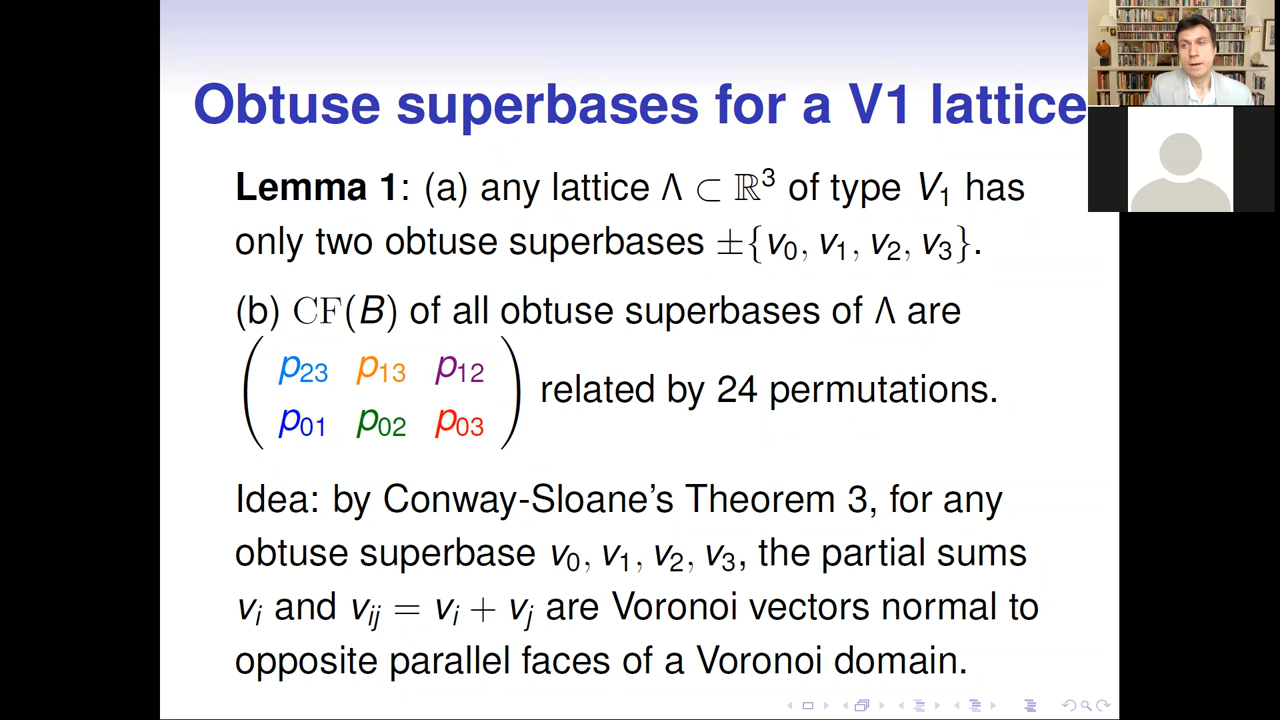 Obtuse superbases for a V1 lattice
Lemma 1: (a) any lattice Λ ⊂ ℝ³ of type V₁ has
only two obtuse superbases ±{v₀, v₁, v₂, v₃}.
(b) CF(B) of all obtuse superbases of Λ are
( p₂₃ p₁₃ p₁₂
p₀₁ p₀₂ p₀₃ ) related by 24 permutations.
Idea: by Conway-Sloane's Theorem 3, for any
obtuse superbase v₀, v₁, v₂, v₃, the partial sums
vᵢ and vᵢⱼ = vᵢ + vⱼ are Voronoi vectors normal to
opposite parallel faces of a Voronoi domain.